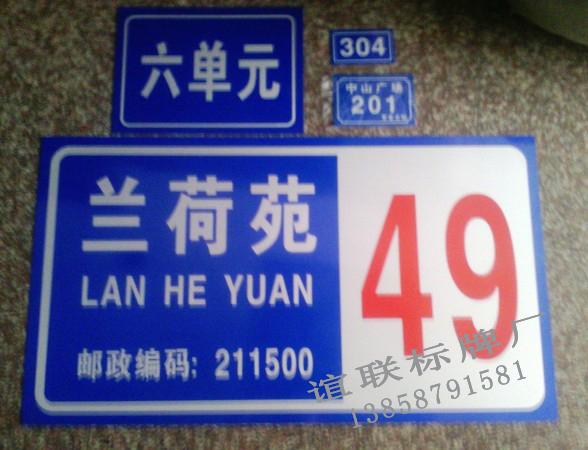 六单元
304
中山广场
201
兰荷苑
LAN HE YUAN
邮政编码: 211500
49
谊联标牌厂
13858791581